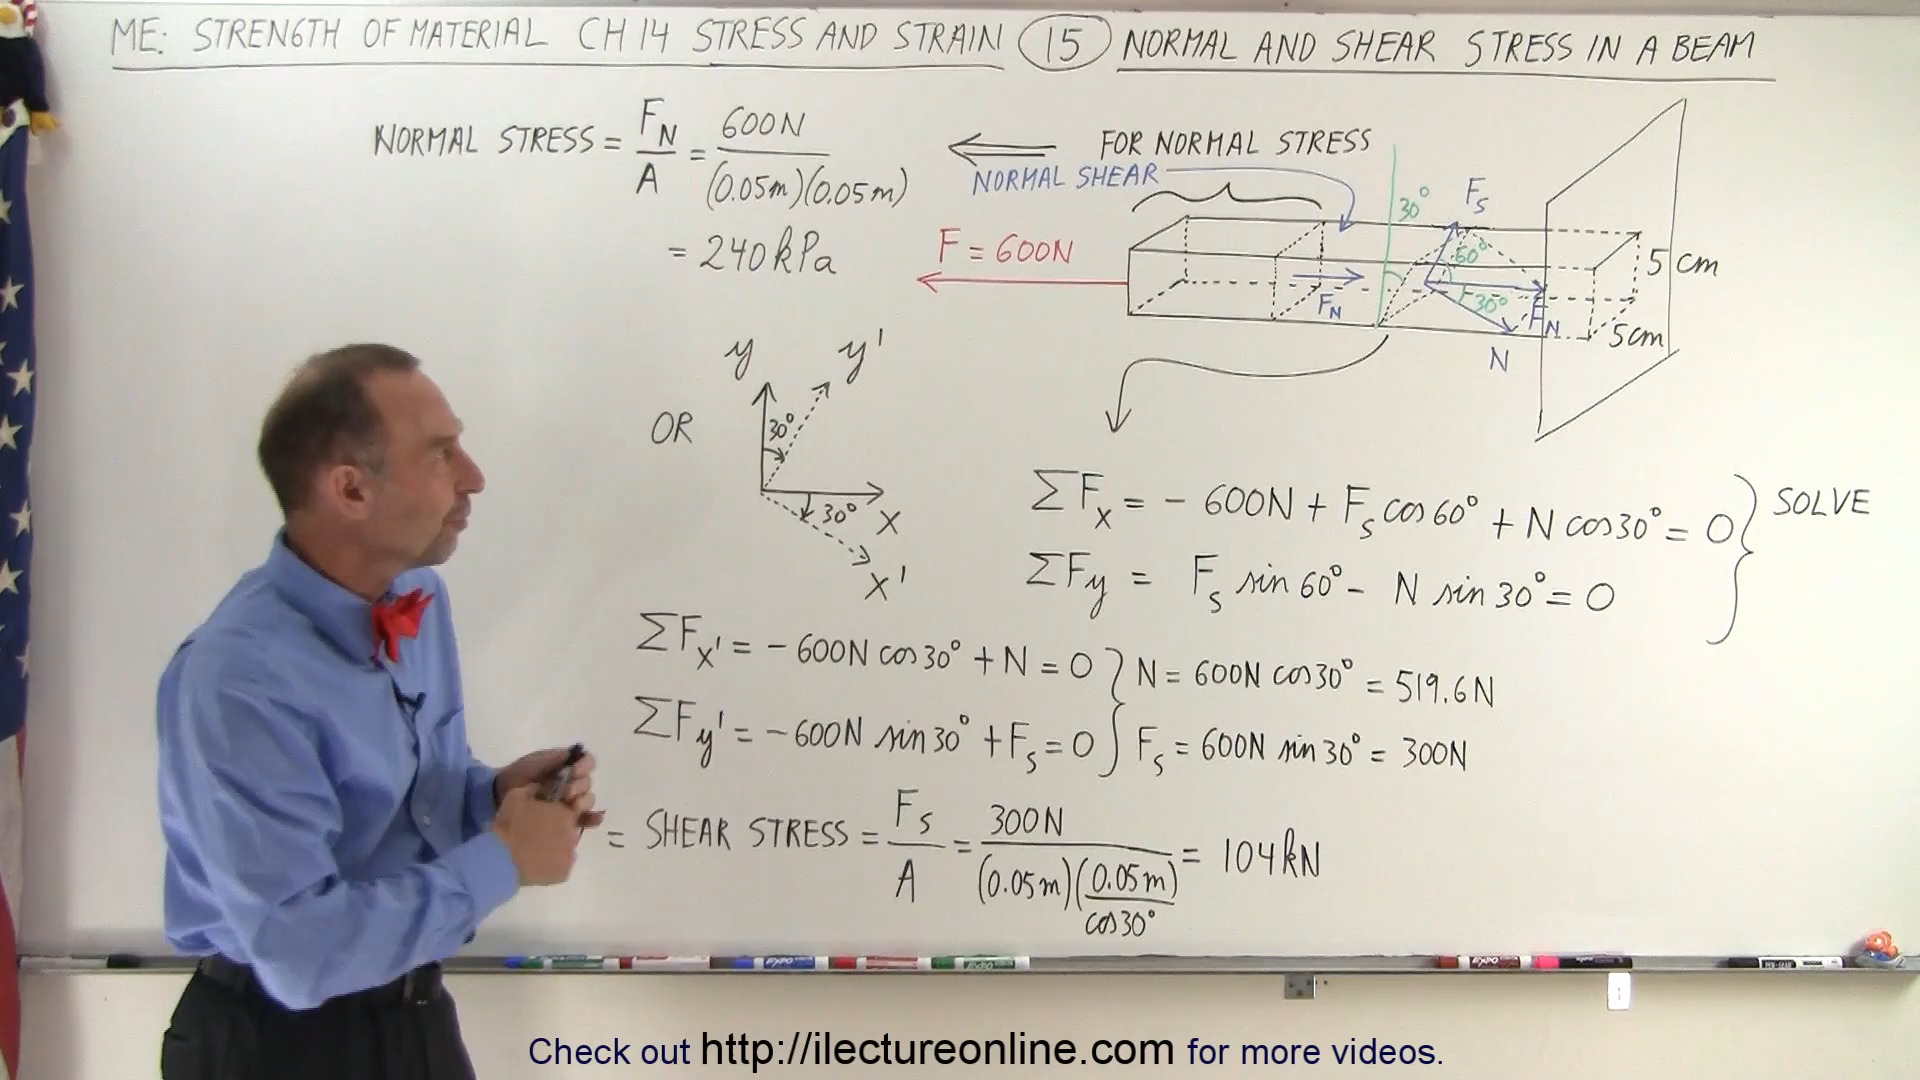 ME: STRENGTH OF MATERIAL CH 14 STRESS AND STRAIN 15 NORMAL AND SHEAR STRESS IN A BEAM
NORMAL STRESS = F_N/A = 600N/(0.05m)(0.05m)
= 240 kPa
FOR NORMAL STRESS
NORMAL SHEAR
F = 600N
F_N
30°
F_S
60°
30°
F_N
N
5 cm
5cm
OR
y
y'
30°
30°
x
x'
ΣF_x = - 600N + F_S cos 60° + N cos 30° = 0
ΣF_y = F_S sin 60° - N sin 30° = 0
SOLVE
ΣF_x' = - 600N cos 30° + N = 0
N = 600N cos 30° = 519.6N
ΣF_y' = - 600N sin 30° + F_S = 0
F_S = 600N sin 30° = 300N
= SHEAR STRESS = F_S/A = 300N/(0.05m)(0.05m/cos 30°) = 104 kN
Check out http://ilectureonline.com for more videos.